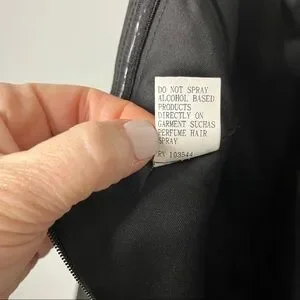 DO NOT SPRAY
ALCOHOL BASED
PRODUCTS
DIRECTLY ON
GARMENT SUCHAS
PERFUME HAIR
SPRAY
RN 103544